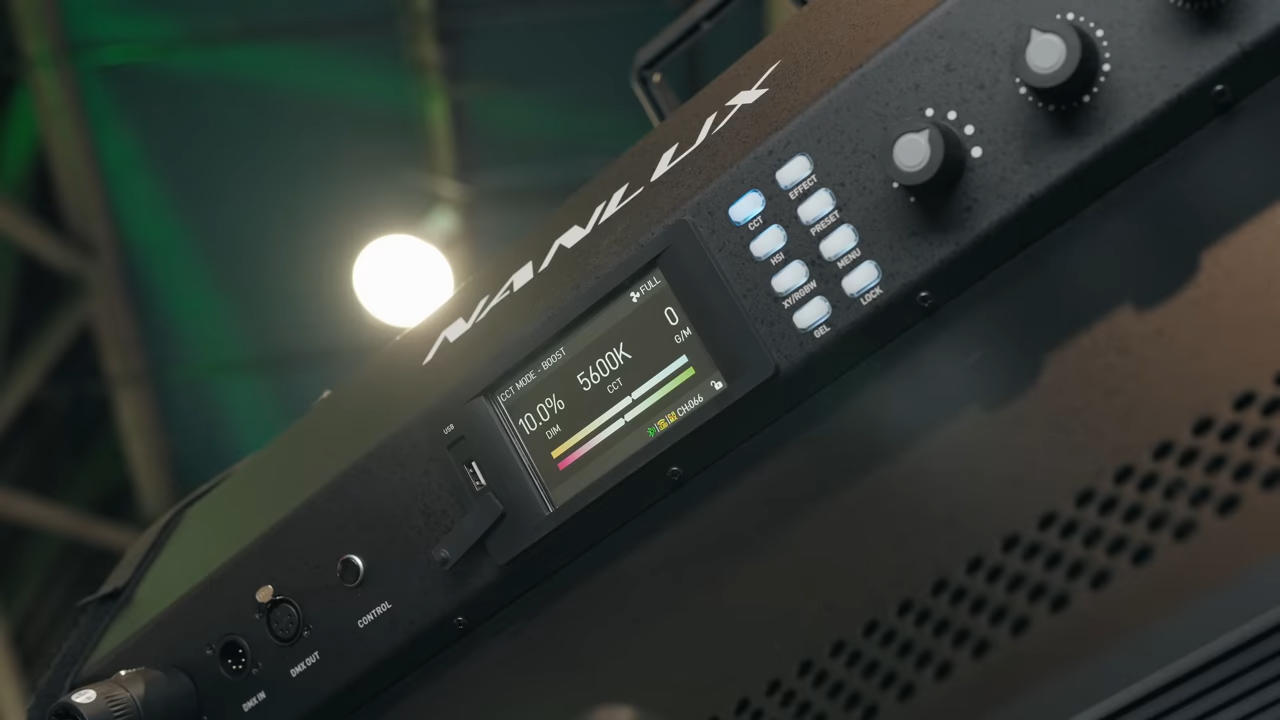 NANLUX
FULL
CCT MODE - BOOST
10.0%
DIM
5600K
CCT
0
G/M
CH:066
CCT
HSI
XY/RGBW
GEL
EFFECT
PRESET
MENU
LOCK
USB
CONTROL
DMX OUT
DMX IN